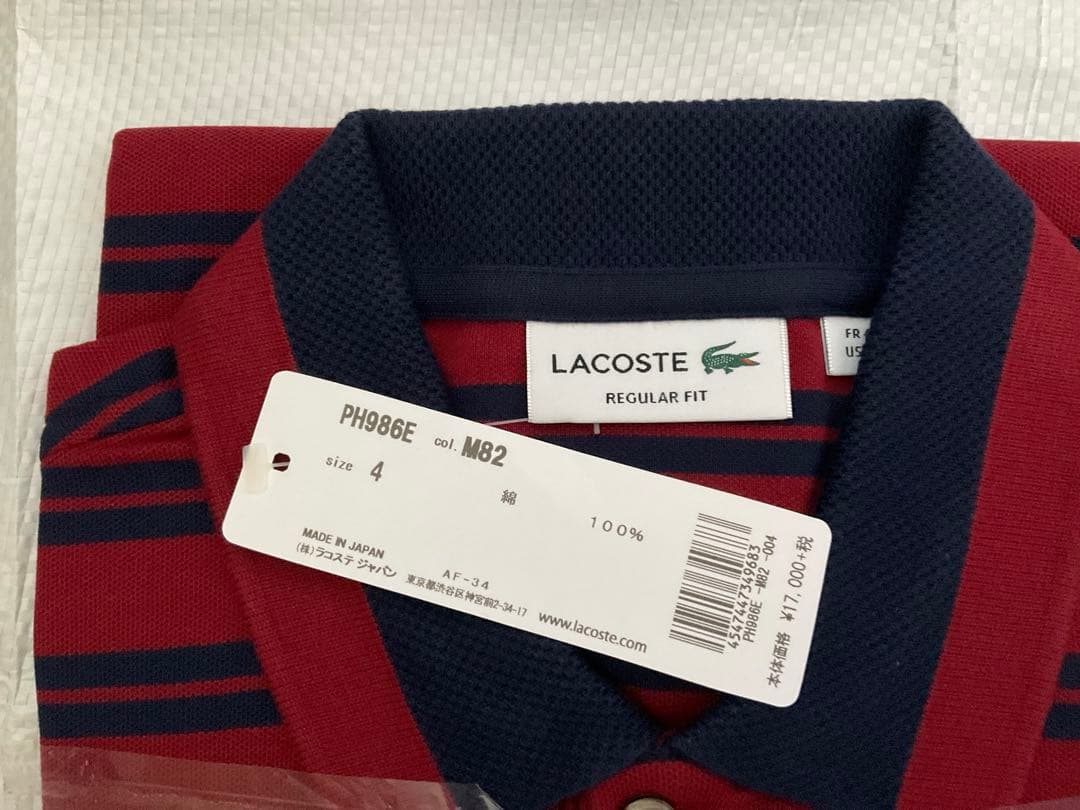 LACOSTE
REGULAR FIT
FR
US
PH986E col. M82
size 4
綿 100%
MADE IN JAPAN
(株)ラコステ ジャパン AF-34
東京都渋谷区神宮前2-34-17 www.lacoste.com
4547447349683
PH986E -M82 -004
本体価格 ¥17,000+税